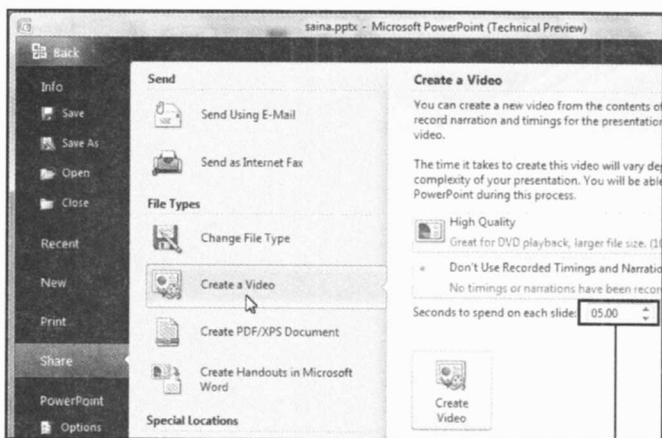 saina.pptx - Microsoft PowerPoint (Technical Preview)
Back
Info
Save
Save As
Open
Close
Recent
New
Print
Share
PowerPoint
Options
Send
Send Using E-Mail
Send as Internet Fax
File Types
Change File Type
Create a Video
Create PDF/XPS Document
Create Handouts in Microsoft
Word
Special Locations
Create a Video
You can create a new video from the contents of
record narration and timings for the presentation
video.
The time it takes to create this video will vary
complexity of your presentation. You will be able
PowerPoint during this process.
High Quality
Great for DVD playback, larger file size.
Don't Use Recorded Timings and
No timings or narrations have been
Seconds to spend on each slide: 05.00
Create
Video